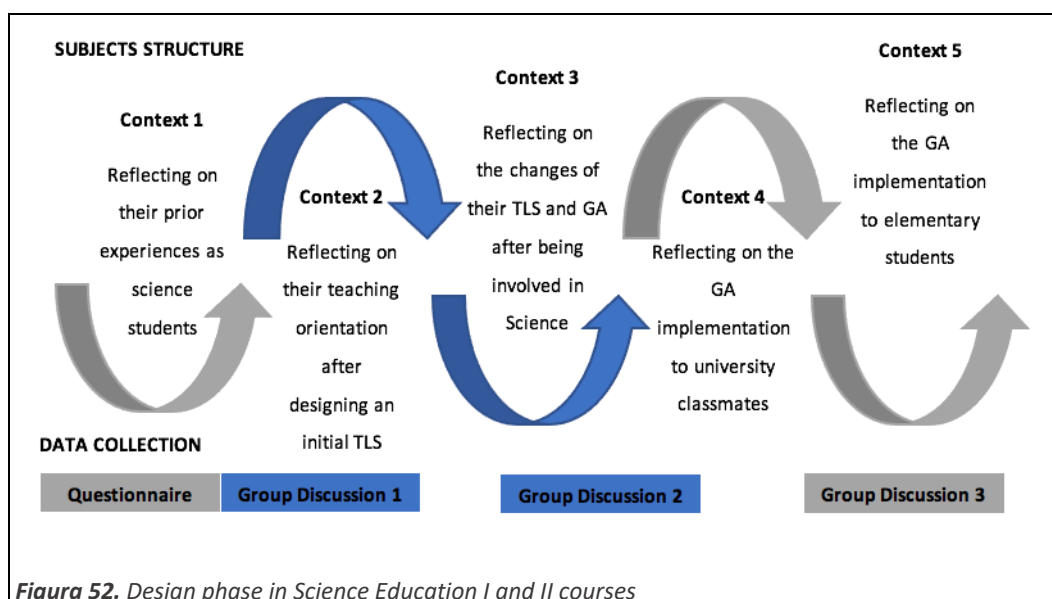 SUBJECTS STRUCTURE
Context 1
Reflecting on
their prior
experiences as
science
students
Context 2
Reflecting on
their teaching
orientation
after
designing an
initial TLS
Context 3
Reflecting on
the changes of
their TLS and GA
after being
involved in
Science
Context 4
Reflecting on the
GA
implementation
to university
classmates
Context 5
Reflecting on
the GA
implementation
to elementary
students
DATA COLLECTION
Questionnaire
Group Discussion 1
Group Discussion 2
Group Discussion 3
Figura 52. Design phase in Science Education I and II courses